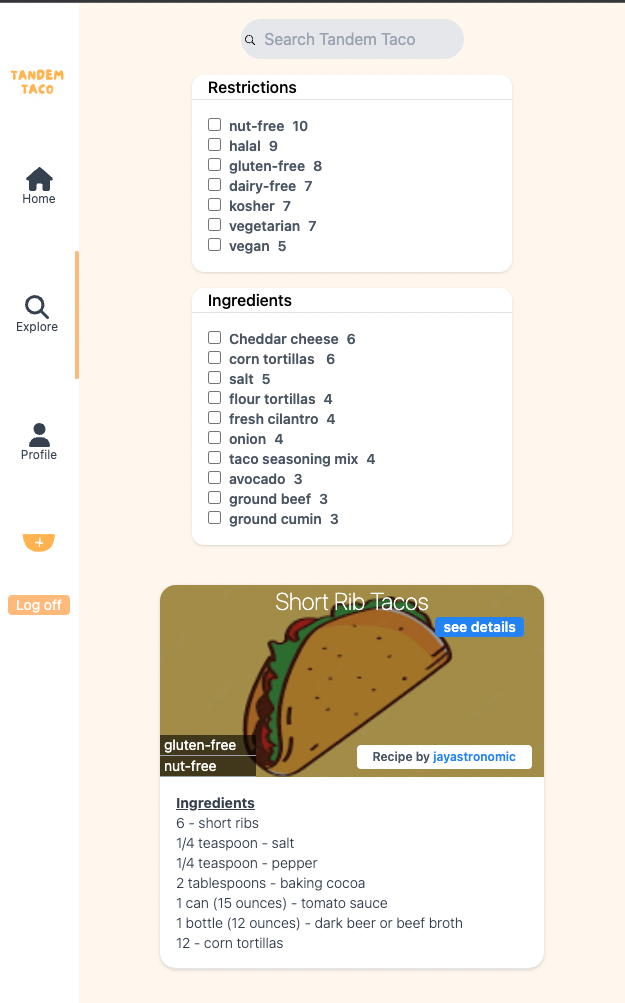 Search Tandem Taco
TANDEM
TACO
Home
Explore
Profile
+
Log off
Restrictions
nut-free 10
halal 9
gluten-free 8
dairy-free 7
kosher 7
vegetarian 7
vegan 5
Ingredients
Cheddar cheese 6
corn tortillas 6
salt 5
flour tortillas 4
fresh cilantro 4
onion 4
taco seasoning mix 4
avocado 3
ground beef 3
ground cumin 3
Short Rib Tacos
see details
gluten-free
nut-free
Recipe by jayastronomic
Ingredients
6 - short ribs
1/4 teaspoon - salt
1/4 teaspoon - pepper
2 tablespoons - baking cocoa
1 can (15 ounces) - tomato sauce
1 bottle (12 ounces) - dark beer or beef broth
12 - corn tortillas